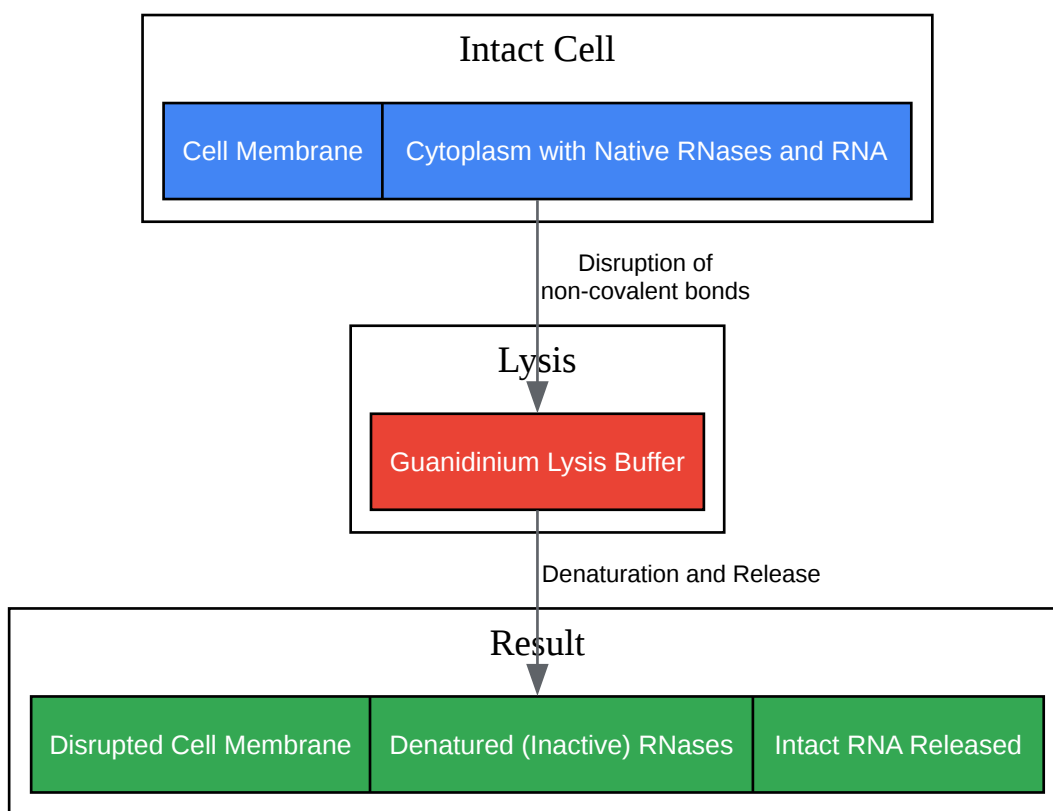 Intact Cell
Cell Membrane
Cytoplasm with Native RNases and RNA
Disruption of
non-covalent bonds
Lysis
Guanidinium Lysis Buffer
Denaturation and Release
Result
Disrupted Cell Membrane
Denatured (Inactive) RNases
Intact RNA Released